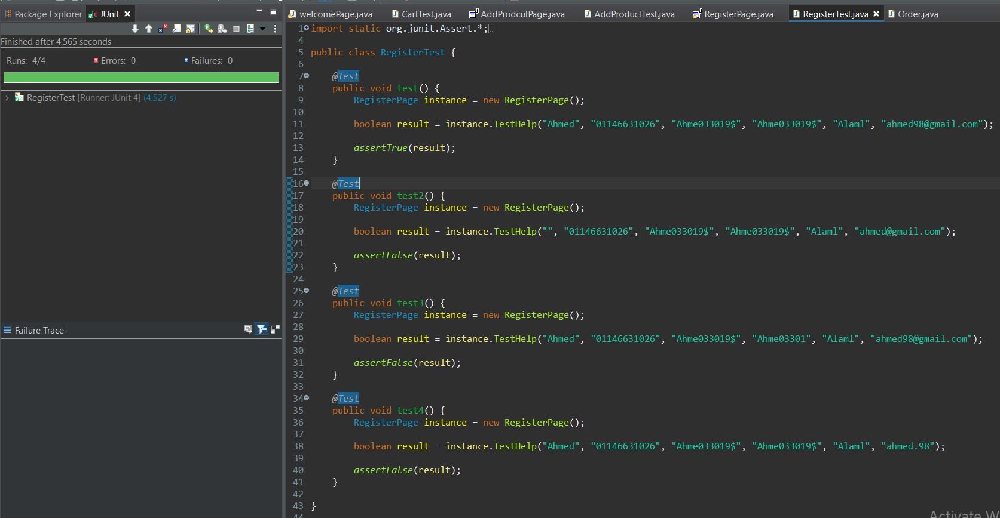 Package Explorer
JUnit
Finished after 4.565 seconds
Runs: 4/4
Errors: 0
Failures: 0
RegisterTest [Runner: JUnit 4] (4.527 s)
Failure Trace
welcomePage.java
CartTest.java
AddProdcutPage.java
AddProductTest.java
RegisterPage.java
RegisterTest.java
Order.java
1 import static org.junit.Assert.*;
4
5 public class RegisterTest {
6
7 @Test
8 public void test() {
9 RegisterPage instance = new RegisterPage();
10
11 boolean result = instance.TestHelp("Ahmed", "01146631026", "Ahme033019$", "Ahme033019$", "Alaml", "ahmed98@gmail.com");
12
13 assertTrue(result);
14 }
15
16 @Test
17 public void test2() {
18 RegisterPage instance = new RegisterPage();
19
20 boolean result = instance.TestHelp("", "01146631026", "Ahme033019$", "Ahme033019$", "Alaml", "ahmed@gmail.com");
21
22 assertFalse(result);
23 }
24
25 @Test
26 public void test3() {
27 RegisterPage instance = new RegisterPage();
28
29 boolean result = instance.TestHelp("Ahmed", "01146631026", "Ahme033019$", "Ahme03301", "Alaml", "ahmed98@gmail.com");
30
31 assertFalse(result);
32 }
33
34 @Test
35 public void test4() {
36 RegisterPage instance = new RegisterPage();
37
38 boolean result = instance.TestHelp("Ahmed", "01146631026", "Ahme033019$", "Ahme033019$", "Alaml", "ahmed.98");
39
40 assertFalse(result);
41 }
42
43 }
44
Activate W